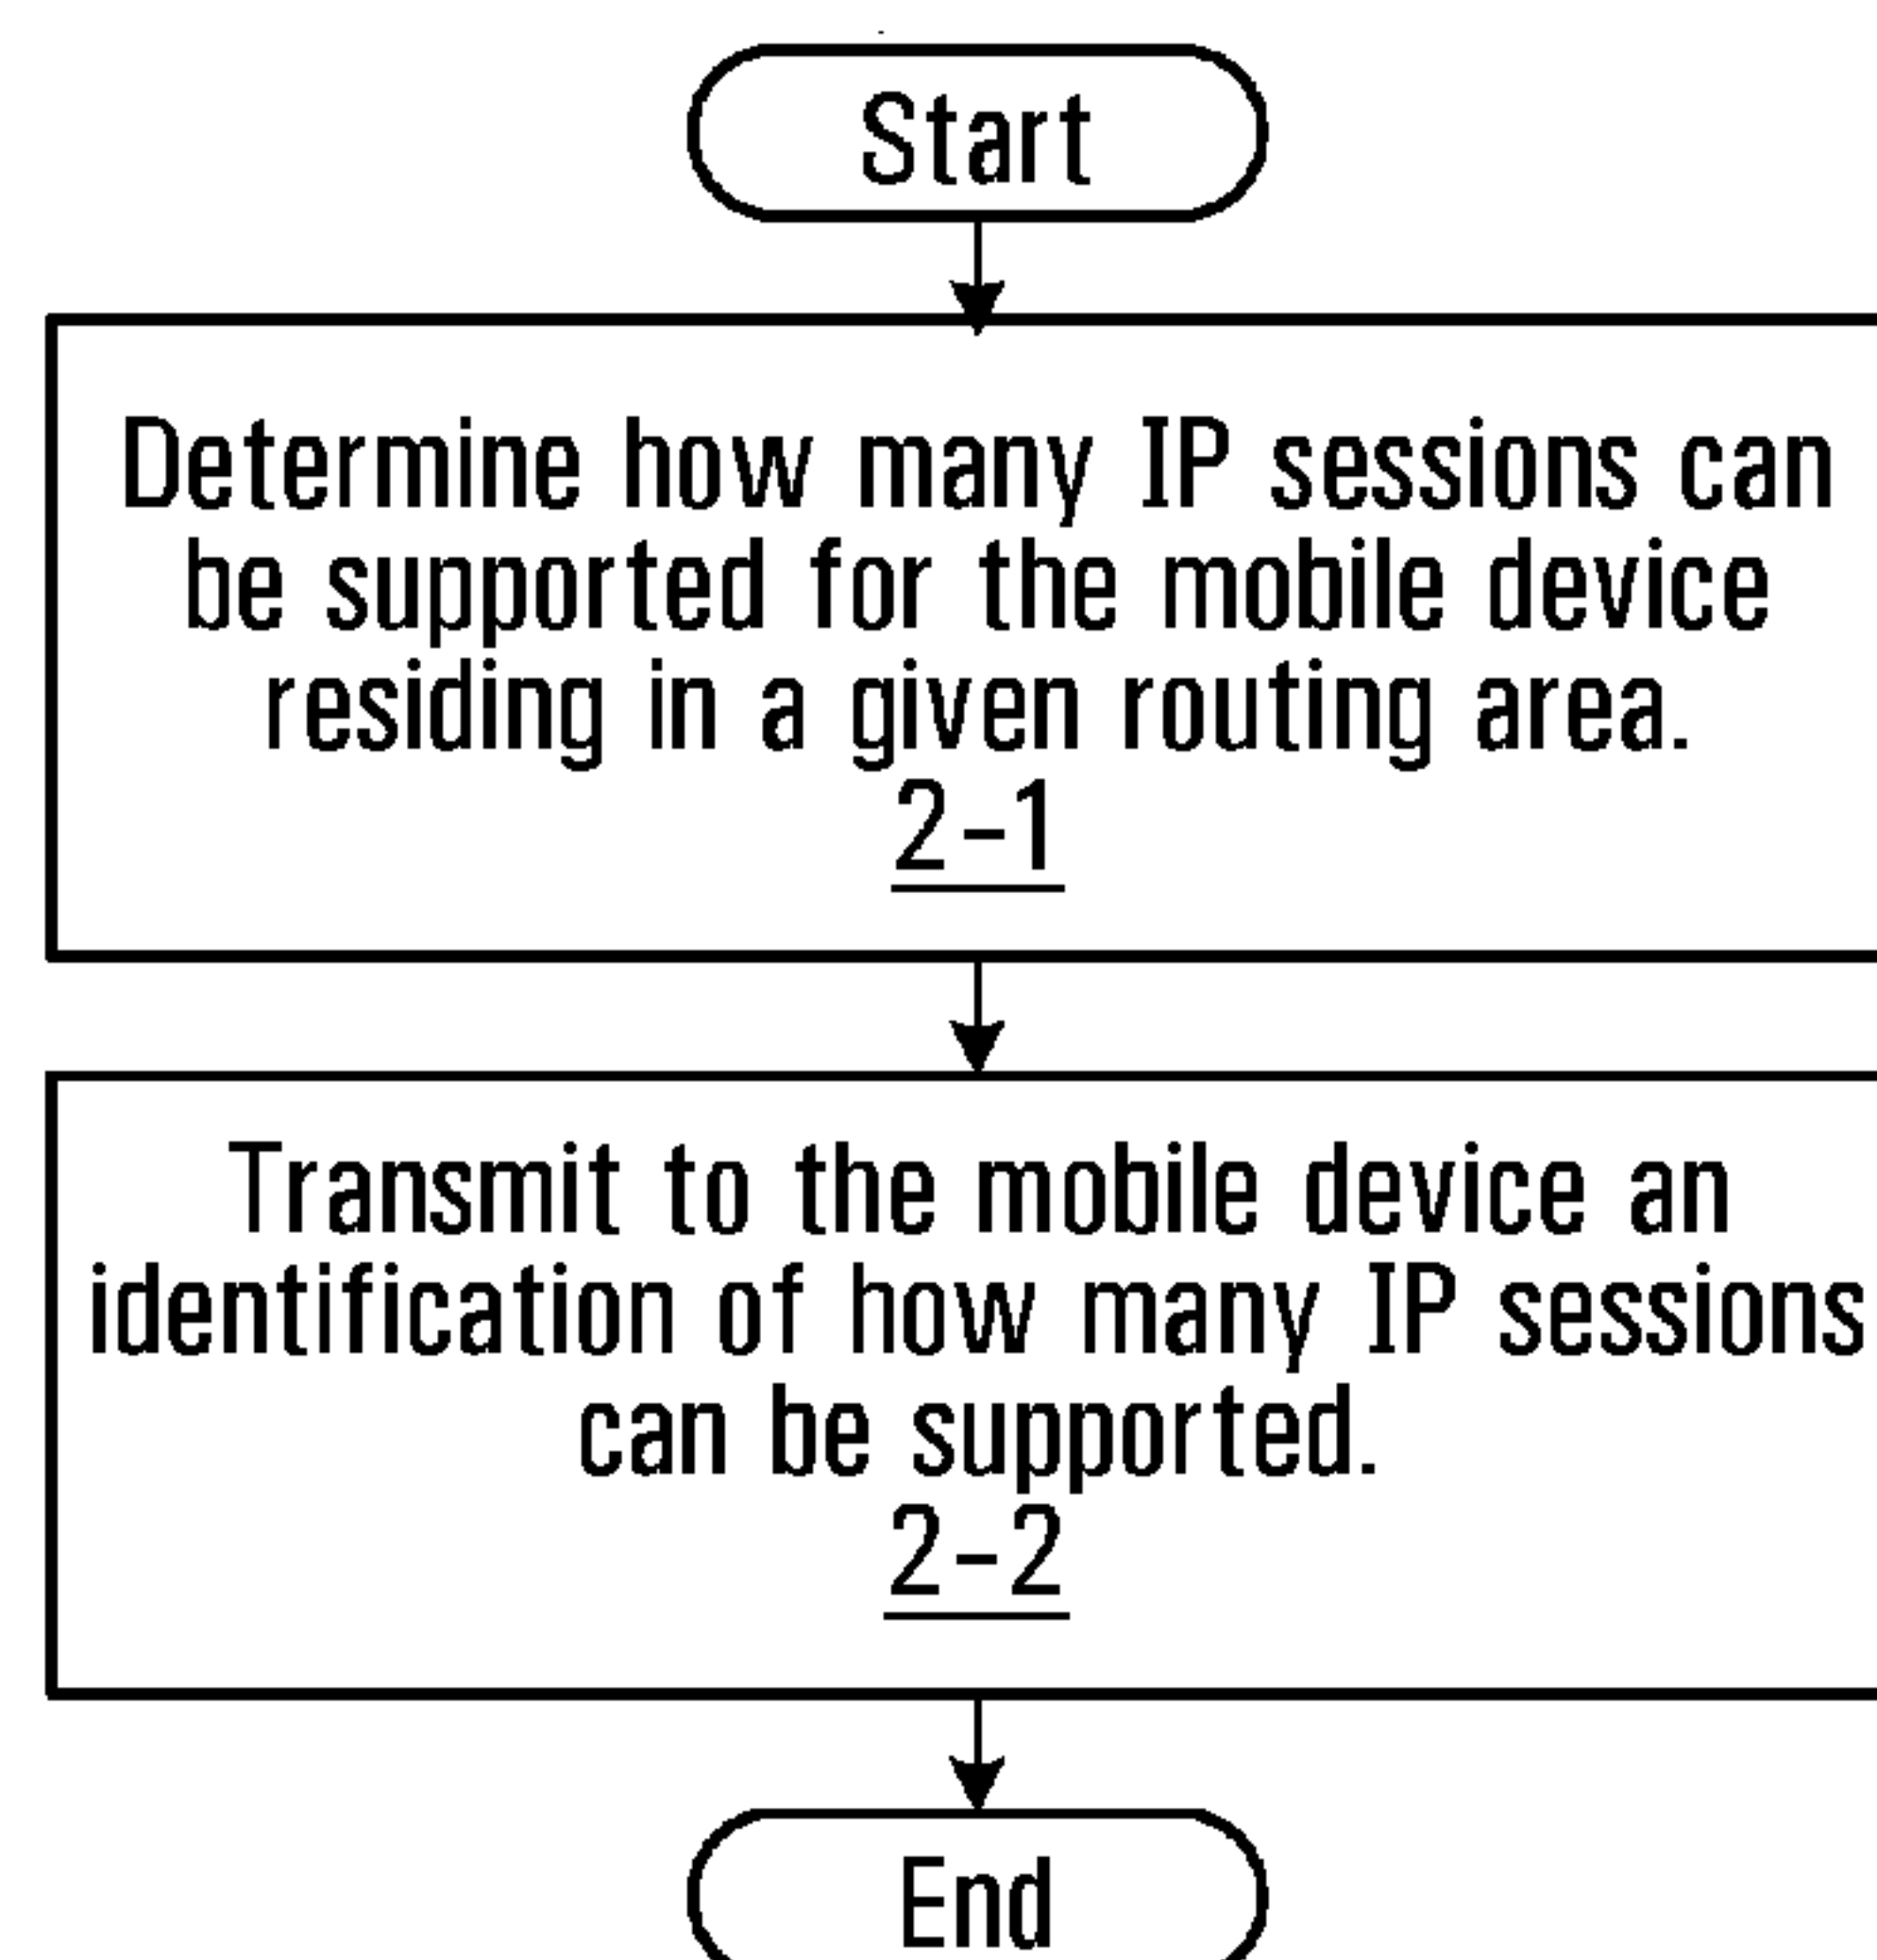 Start
Determine how many IP sessions can
be supported for the mobile device
residing in a given routing area.
2-1
Transmit to the mobile device an
identification of how many IP sessions
can be supported.
2-2
End